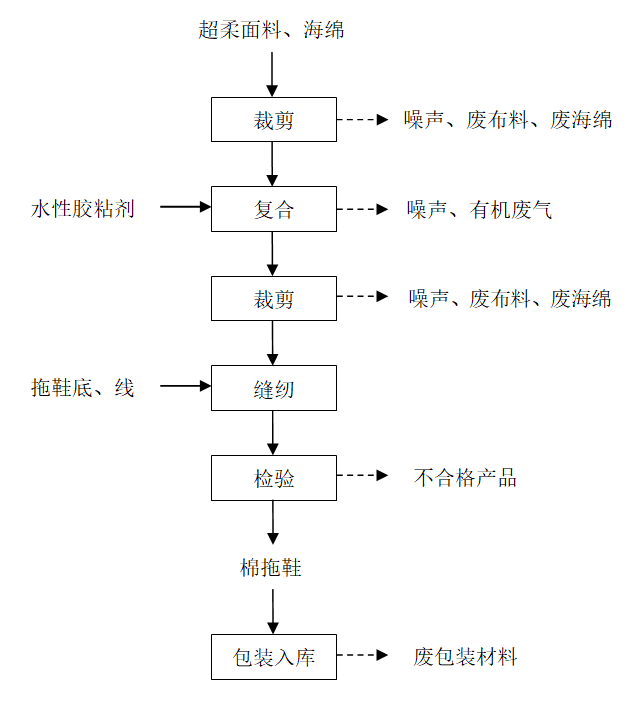 超柔面料、海绵
裁剪
噪声、废布料、废海绵
水性胶粘剂
复合
噪声、有机废气
裁剪
噪声、废布料、废海绵
拖鞋底、线
缝纫
检验
不合格产品
棉拖鞋
包装入库
废包装材料